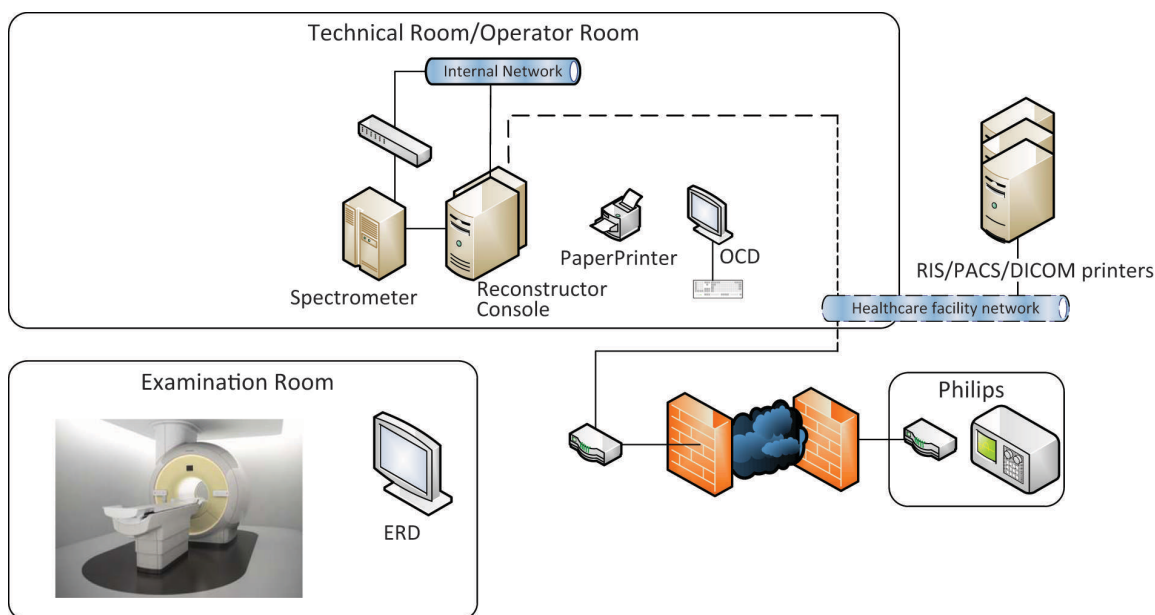 Technical Room/Operator Room
Internal Network
Spectrometer
Reconstructor
Console
PaperPrinter
OCD
RIS/PACS/DICOM printers
Healthcare facility network
Examination Room
ERD
Philips